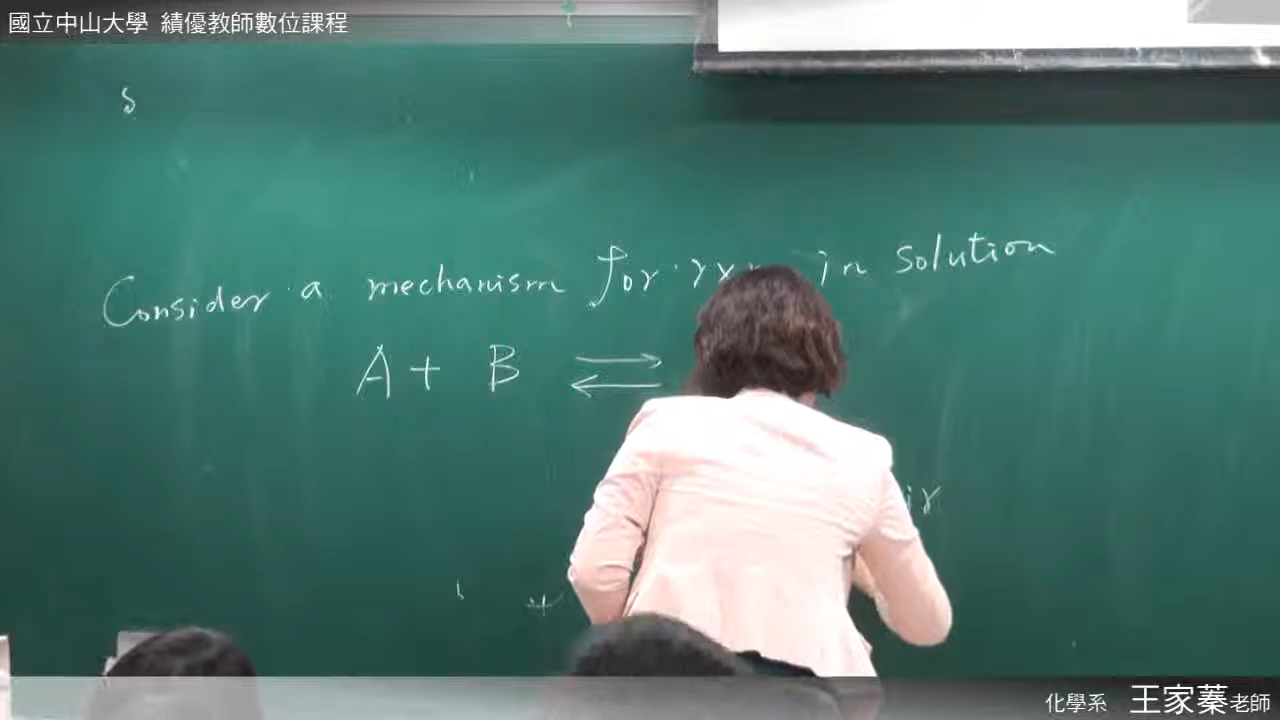 國立中山大學 績優教師數位課程
Consider a mechanism for in solution
A + B ⇌
化學系 王家蓁老師